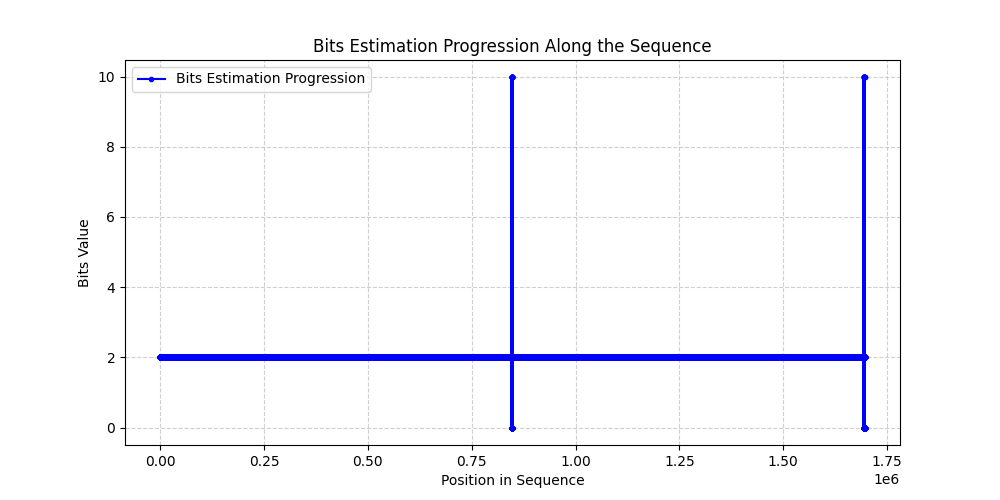 Bits Estimation Progression Along the Sequence
Bits Estimation Progression
10
8
6
4
2
0
Bits Value
0.00 0.25 0.50 0.75 1.00 1.25 1.50 1.75
1e6
Position in Sequence